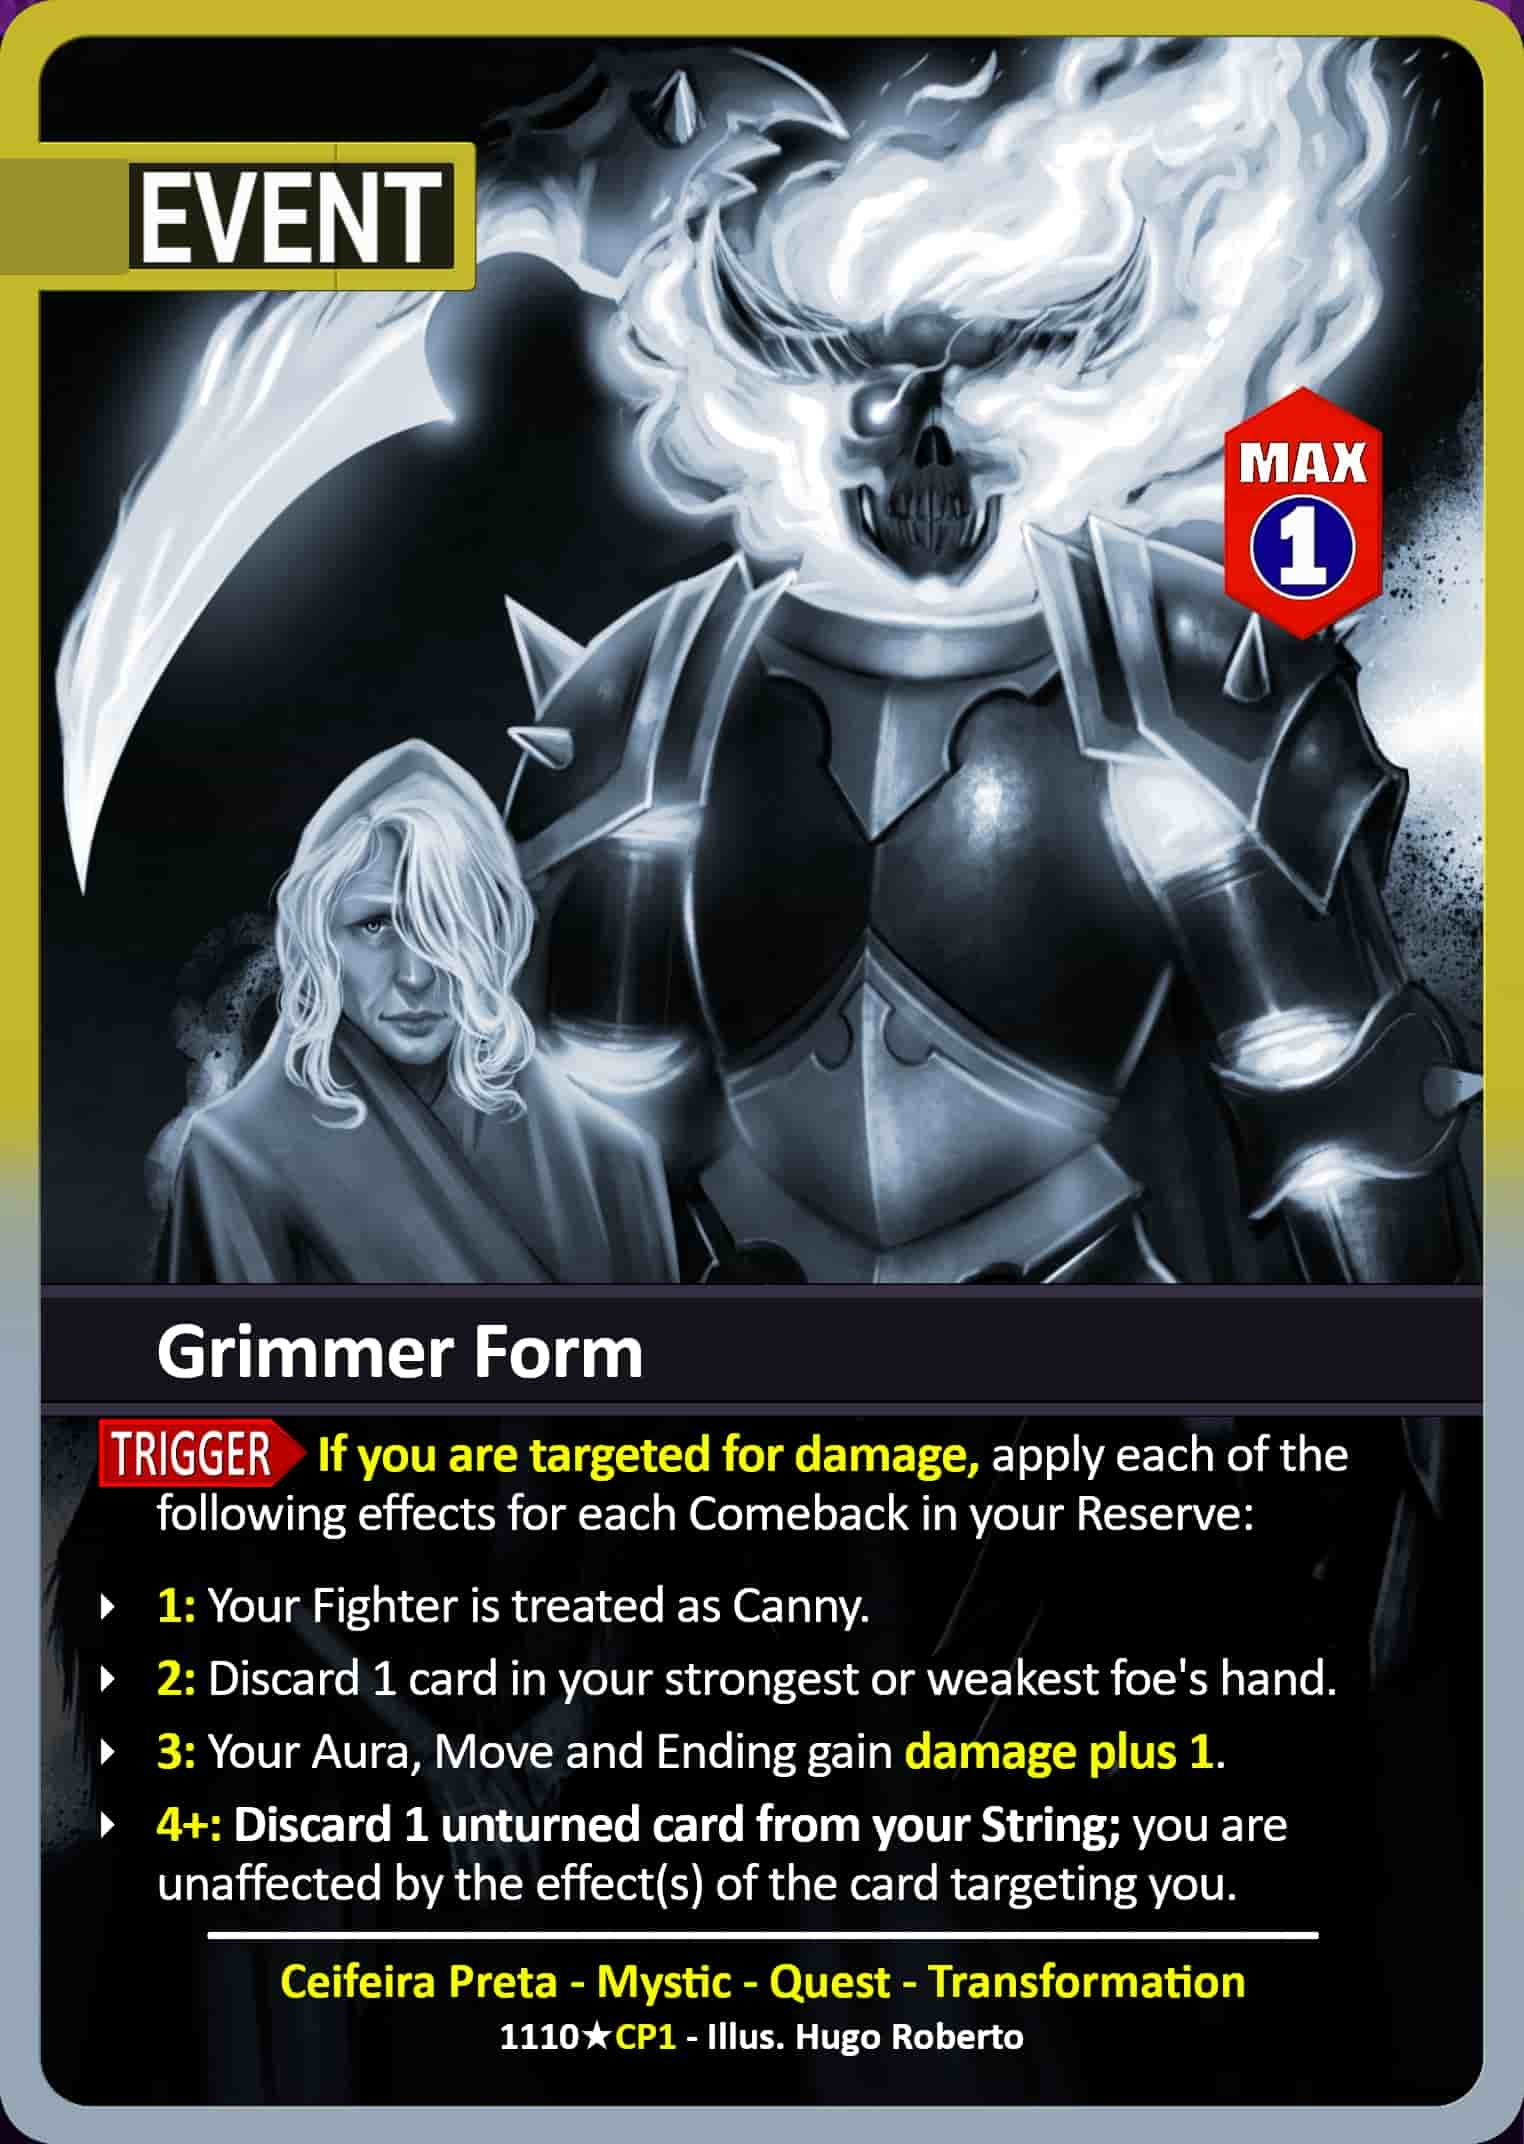 EVENT
MAX
1
Grimmer Form
TRIGGER If you are targeted for damage, apply each of the
following effects for each Comeback in your Reserve:
1: Your Fighter is treated as Canny.
2: Discard 1 card in your strongest or weakest foe's hand.
3: Your Aura, Move and Ending gain damage plus 1.
4+: Discard 1 unturned card from your String; you are
unaffected by the effect(s) of the card targeting you.
Ceifeira Preta - Mystic - Quest - Transformation
1110★CP1 - Illus. Hugo Roberto